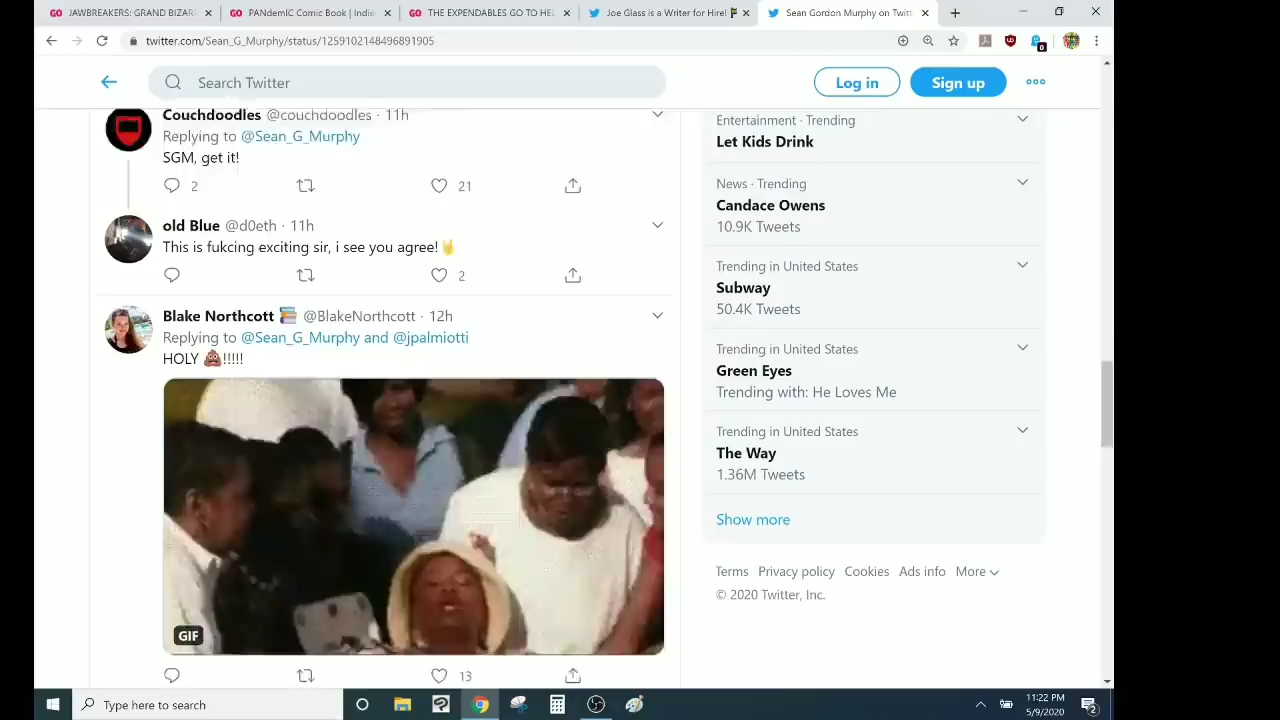 JAWBREAKERS: GRAND BIZAR
PANdemIC Comic Book | Indie
THE EXPENDABLES GO TO HEL
Joe Glass is a Writer for Hire!
Sean Gordon Murphy on Twitt
twitter.com/Sean_G_Murphy/status/1259102148496891905
Search Twitter
Log in
Sign up
Couchdoodles @couchdoodles · 11h
Replying to @Sean_G_Murphy
SGM, get it!
2
21
old Blue @d0eth · 11h
This is fukcing exciting sir, i see you agree!🤘
2
Blake Northcott 📚 @BlakeNorthcott · 12h
Replying to @Sean_G_Murphy and @jpalmiotti
HOLY 💩!!!!!
GIF
13
Entertainment · Trending
Let Kids Drink
News · Trending
Candace Owens
10.9K Tweets
Trending in United States
Subway
50.4K Tweets
Trending in United States
Green Eyes
Trending with: He Loves Me
Trending in United States
The Way
1.36M Tweets
Show more
Terms Privacy policy Cookies Ads info More
© 2020 Twitter, Inc.
Type here to search
11:22 PM
5/9/2020
2